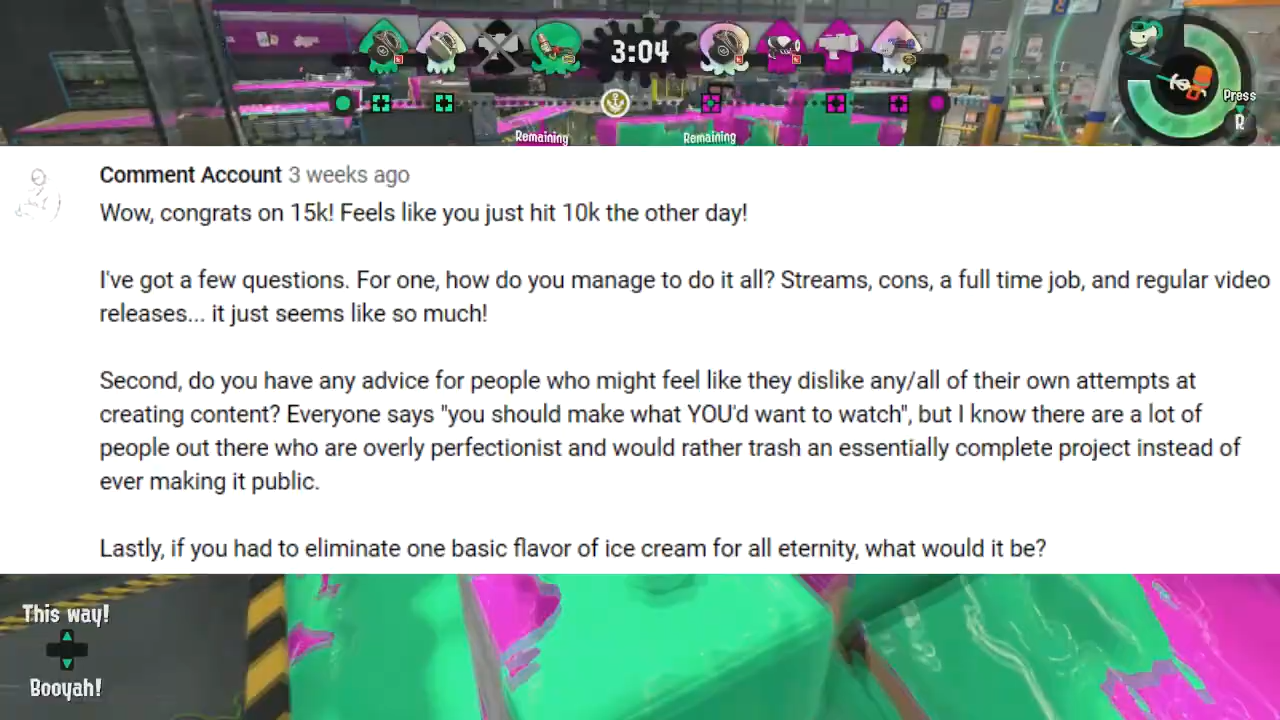 3:04
Press
R
Remaining
Remaining
Comment Account 3 weeks ago
Wow, congrats on 15k! Feels like you just hit 10k the other day!
I've got a few questions. For one, how do you manage to do it all? Streams, cons, a full time job, and regular video
releases... it just seems like so much!
Second, do you have any advice for people who might feel like they dislike any/all of their own attempts at
creating content? Everyone says "you should make what YOU'd want to watch", but I know there are a lot of
people out there who are overly perfectionist and would rather trash an essentially complete project instead of
ever making it public.
Lastly, if you had to eliminate one basic flavor of ice cream for all eternity, what would it be?
This way!
Booyah!